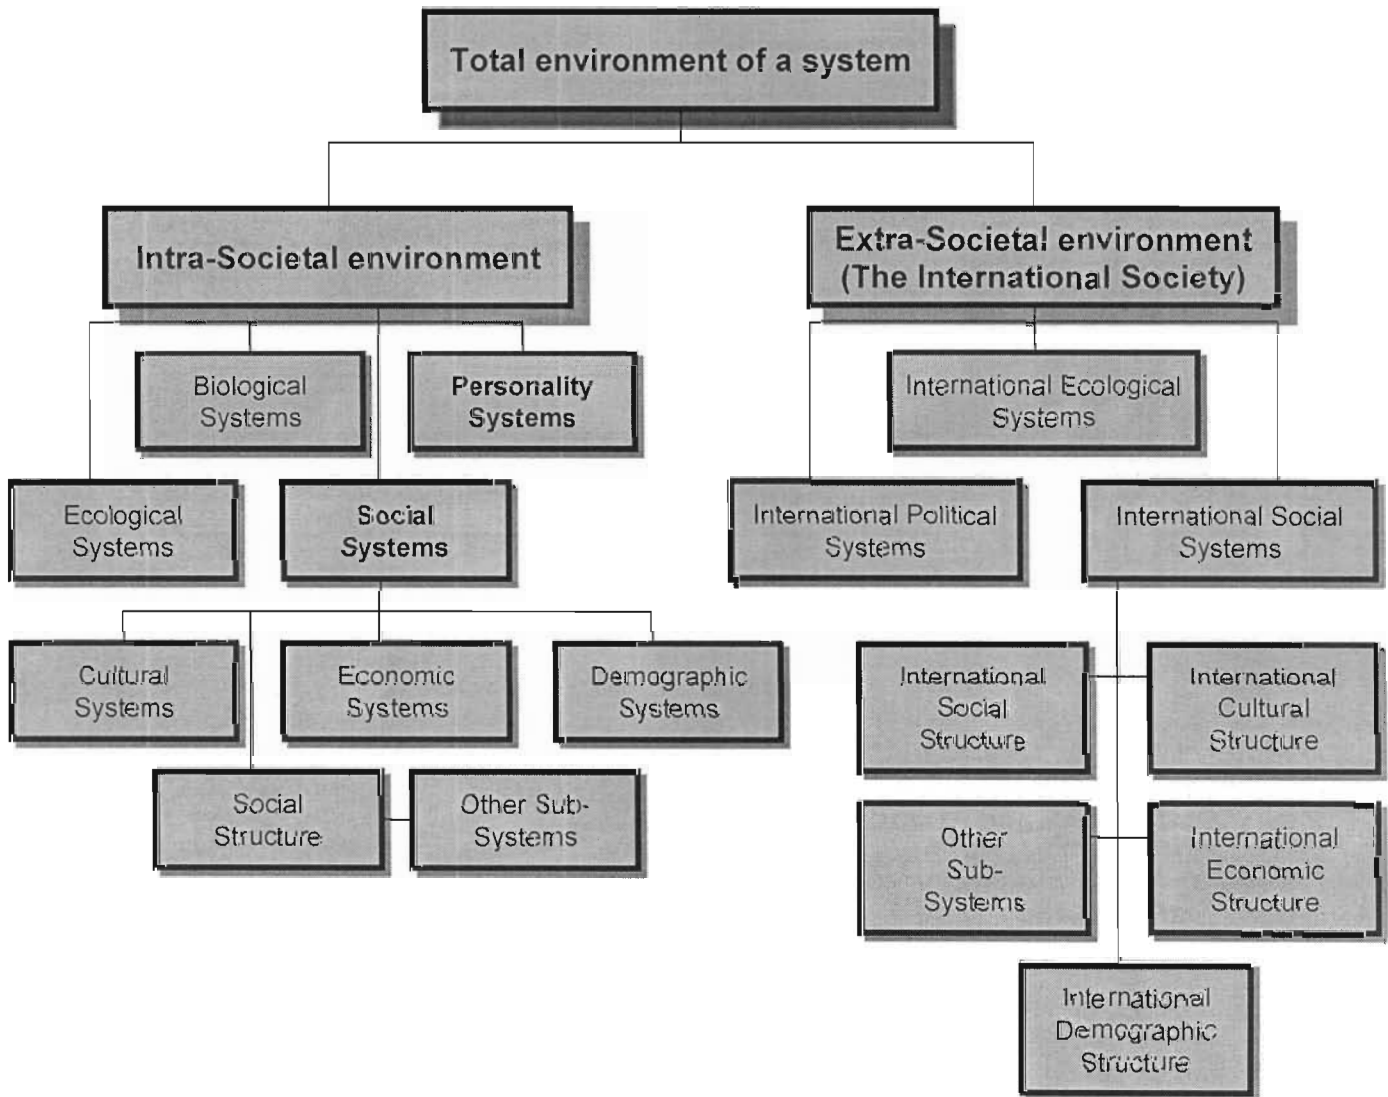 Total environment of a system
Intra-Societal environment
Extra-Societal environment
(The International Society)
Biological
Systems
Personality
Systems
International Ecological
Systems
Ecological
Systems
Social
Systems
International Political
Systems
International Social
Systems
Cultural
Systems
Economic
Systems
Demographic
Systems
International
Social
Structure
International
Cultural
Structure
Social
Structure
Other Sub-
Systems
Other
Sub-
Systems
International
Economic
Structure
International
Demographic
Structure